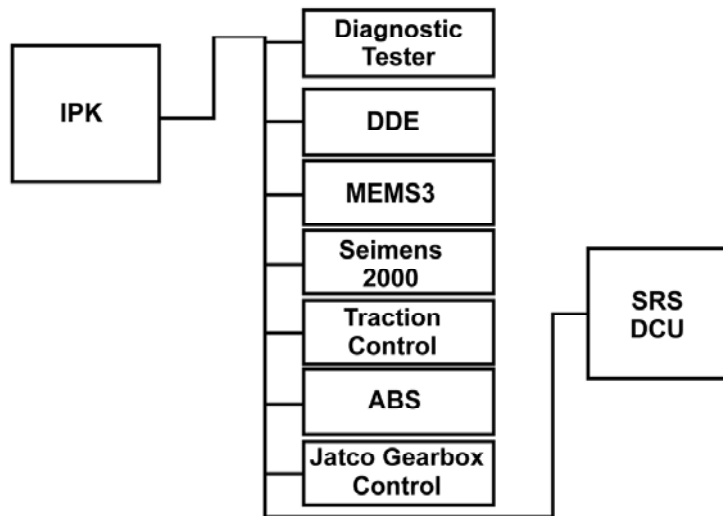 IPK
Diagnostic
Tester
DDE
MEMS3
Seimens
2000
Traction
Control
ABS
Jatco Gearbox
Control
SRS
DCU